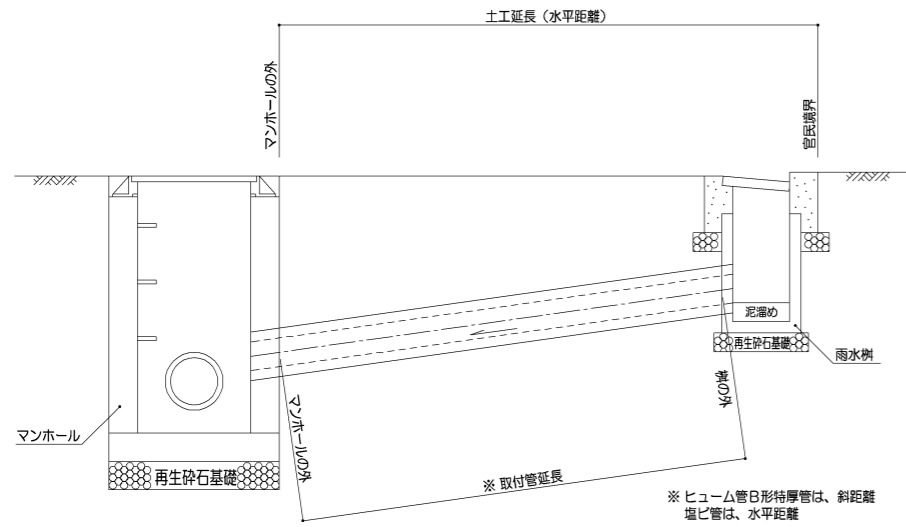 土工延長（水平距離）
マンホールの外
官民境界
泥溜め
再生砕石基礎
雨水桝
桝の外
マンホール
マンホールの外
再生砕石基礎
※ 取付管延長
※ ヒューム管Ｂ形特厚管は、斜距離
塩ビ管は、水平距離